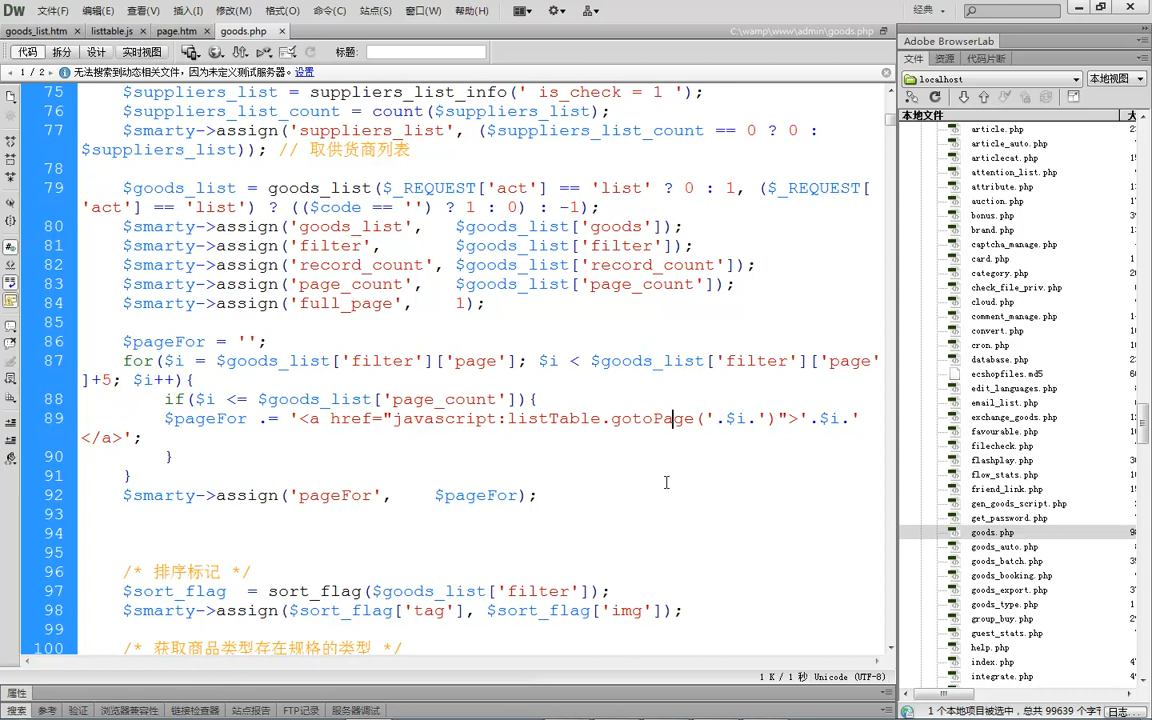 Dw 文件(F) 编辑(E) 查看(V) 插入(I) 修改(M) 格式(O) 命令(C) 站点(S) 窗口(W) 帮助(H) 经典
goods_list.htm × listtable.js × page.htm × goods.php × C:\wamp\www\admin\goods.php
代码 拆分 设计 实时视图 标题:
1 / 2 无法搜索到动态相关文件，因为未定义测试服务器。 设置
75 $suppliers_list = suppliers_list_info(' is_check = 1 ');
76 $suppliers_list_count = count($suppliers_list);
77 $smarty->assign('suppliers_list', ($suppliers_list_count == 0 ? 0 :
$suppliers_list)); // 取供货商列表
78
79 $goods_list = goods_list($_REQUEST['act'] == 'list' ? 0 : 1, ($_REQUEST[
'act'] == 'list') ? (($code == '') ? 1 : 0) : -1);
80 $smarty->assign('goods_list', $goods_list['goods']);
81 $smarty->assign('filter', $goods_list['filter']);
82 $smarty->assign('record_count', $goods_list['record_count']);
83 $smarty->assign('page_count', $goods_list['page_count']);
84 $smarty->assign('full_page', 1);
85
86 $pageFor = '';
87 for($i = $goods_list['filter']['page']; $i < $goods_list['filter']['page'
]+5; $i++){
88 if($i <= $goods_list['page_count']){
89 $pageFor .= '<a href="javascript:listTable.gotoPage('.$i.')">'.$i.'
</a>';
90 }
91 }
92 $smarty->assign('pageFor', $pageFor);
93
94
95
96 /* 排序标记 */
97 $sort_flag = sort_flag($goods_list['filter']);
98 $smarty->assign($sort_flag['tag'], $sort_flag['img']);
99
100 /* 获取商品类型存在规格的类型 */
1 K / 1 秒 Unicode (UTF-8)
属性
搜索 参考 验证 浏览器兼容性 链接检查器 站点报告 FTP记录 服务器调试
Adobe BrowserLab
文件 资源 代码片断
localhost 本地视图
本地文件 大
article.php
article_auto.php
articlecat.php
attention_list.php
attribute.php
auction.php
bonus.php
brand.php
captcha_manage.php
card.php
category.php
check_file_priv.php
cloud.php
comment_manage.php
convert.php
cron.php
database.php
ecshopfiles.md5
edit_languages.php
email_list.php
exchange_goods.php
favourable.php
filecheck.php
flashplay.php
flow_stats.php
friend_link.php
gen_goods_script.php
get_password.php
goods.php
goods_auto.php
goods_batch.php
goods_booking.php
goods_export.php
goods_type.php
group_buy.php
guest_stats.php
help.php
index.php
integrate.php
1 个本地项目被选中，总共 99639 个字 日志...